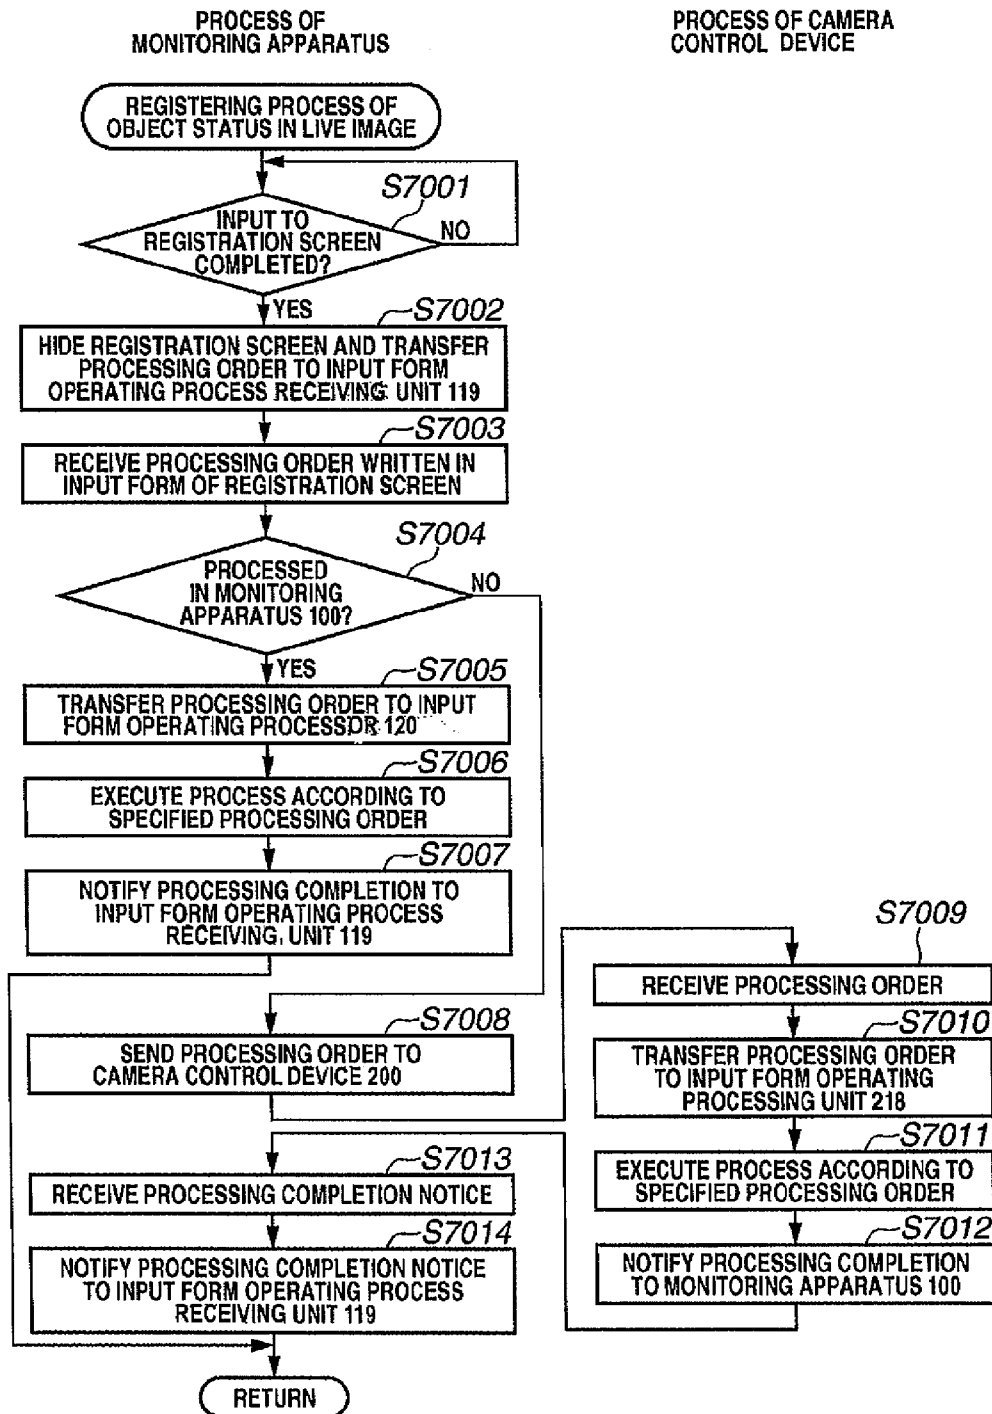 PROCESS OF
MONITORING APPARATUS
PROCESS OF CAMERA
CONTROL DEVICE
REGISTERING PROCESS OF
OBJECT STATUS IN LIVE IMAGE
S7001
INPUT TO
REGISTRATION SCREEN
COMPLETED?
NO
YES
S7002
HIDE REGISTRATION SCREEN AND TRANSFER
PROCESSING ORDER TO INPUT FORM
OPERATING PROCESS RECEIVING UNIT 119
S7003
RECEIVE PROCESSING ORDER WRITTEN IN
INPUT FORM OF REGISTRATION SCREEN
S7004
PROCESSED
IN MONITORING
APPARATUS 100?
NO
YES
S7005
TRANSFER PROCESSING ORDER TO INPUT
FORM OPERATING PROCESSOR 120
S7006
EXECUTE PROCESS ACCORDING TO
SPECIFIED PROCESSING ORDER
S7007
NOTIFY PROCESSING COMPLETION TO
INPUT FORM OPERATING PROCESS
RECEIVING UNIT 119
S7008
SEND PROCESSING ORDER TO
CAMERA CONTROL DEVICE 200
S7009
RECEIVE PROCESSING ORDER
S7010
TRANSFER PROCESSING ORDER
TO INPUT FORM OPERATING
PROCESSING UNIT 218
S7011
EXECUTE PROCESS ACCORDING TO
SPECIFIED PROCESSING ORDER
S7012
NOTIFY PROCESSING COMPLETION
TO MONITORING APPARATUS 100
S7013
RECEIVE PROCESSING COMPLETION NOTICE
S7014
NOTIFY PROCESSING COMPLETION NOTICE
TO INPUT FORM OPERATING PROCESS
RECEIVING UNIT 119
RETURN